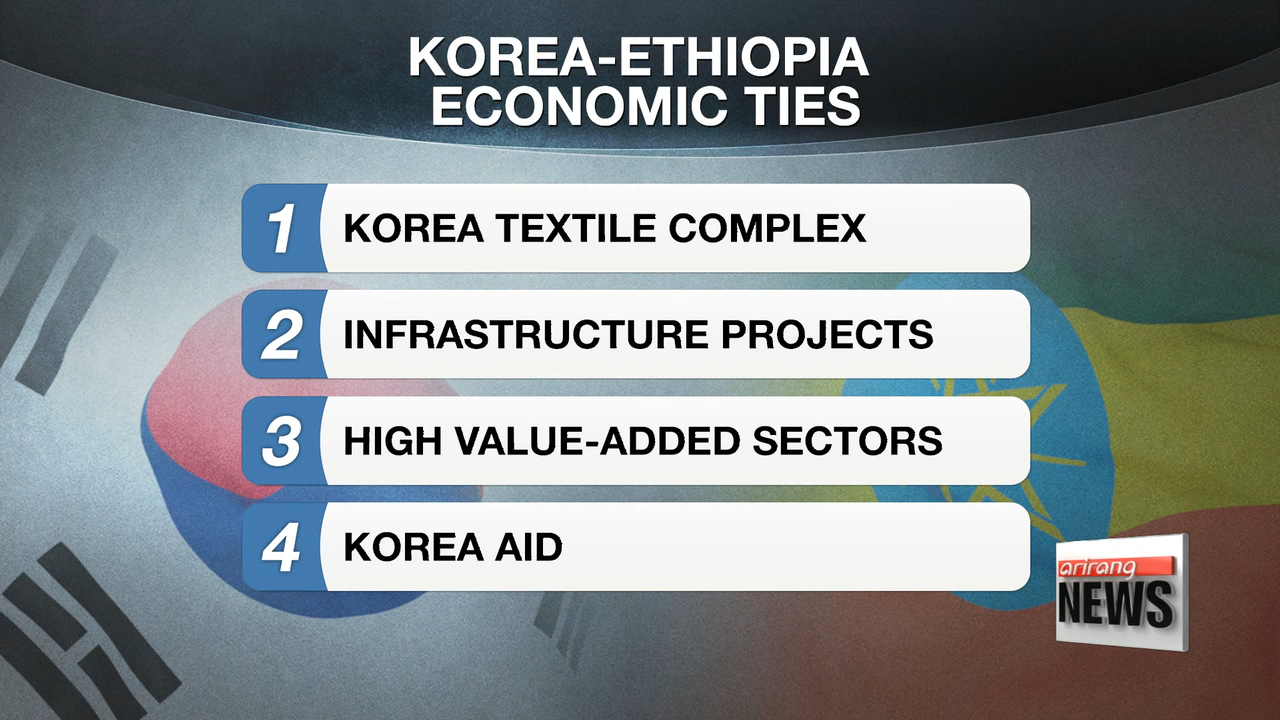 KOREA-ETHIOPIA
ECONOMIC TIES
1 KOREA TEXTILE COMPLEX
2 INFRASTRUCTURE PROJECTS
3 HIGH VALUE-ADDED SECTORS
4 KOREA AID
arirang
NEWS